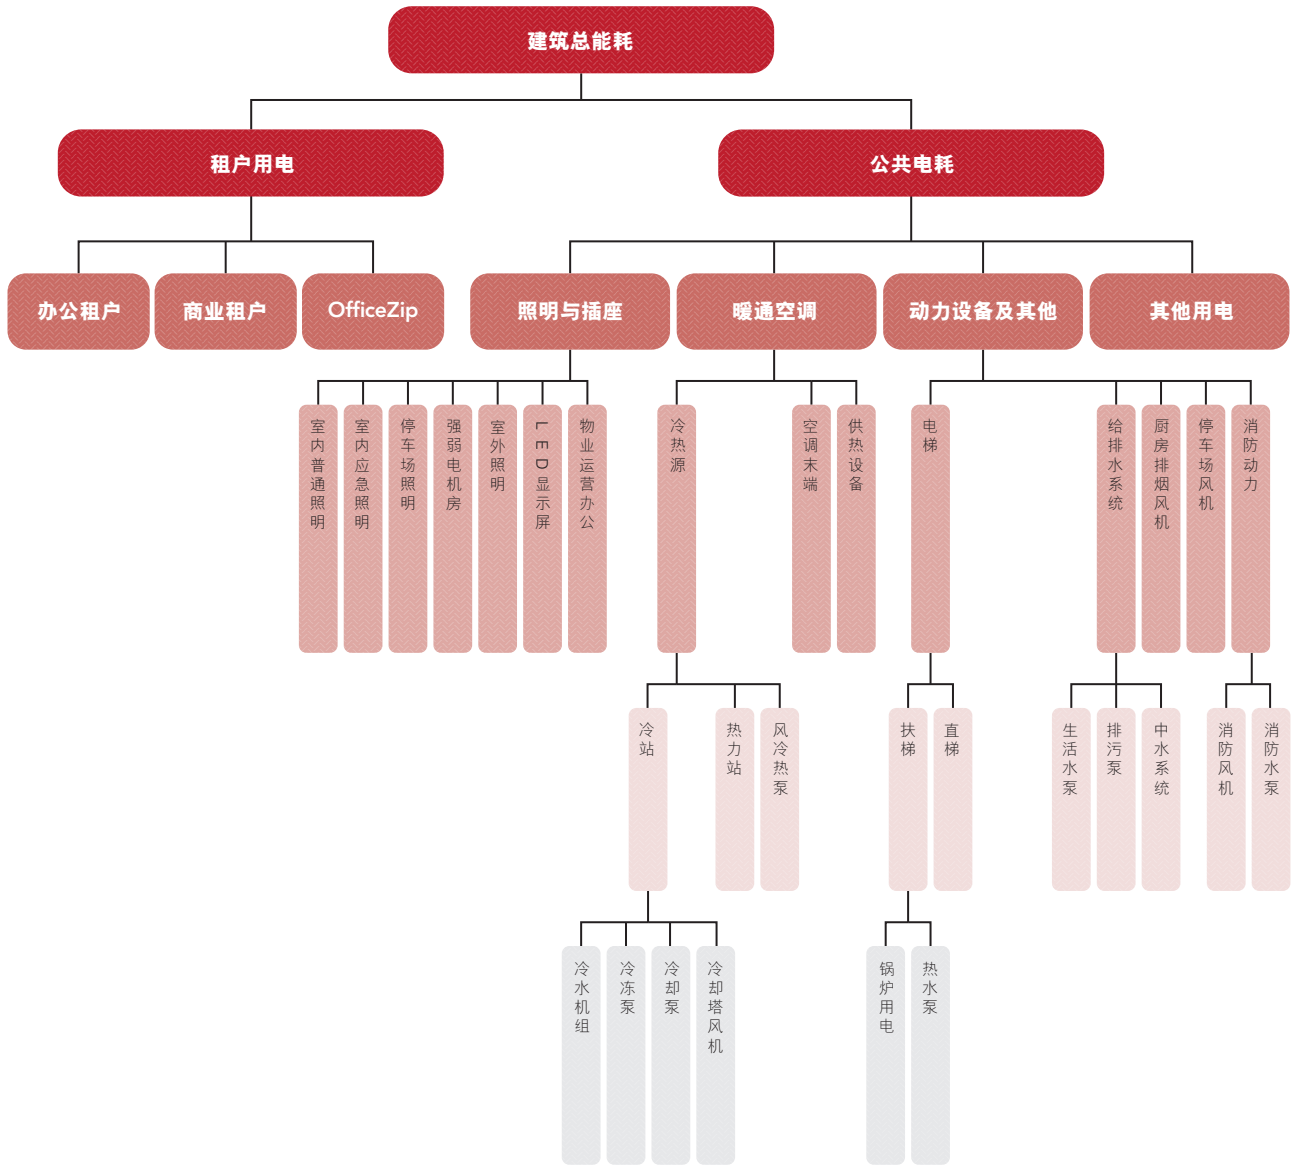 建筑总能耗
租户用电
公共电耗
办公租户
商业租户
OfficeZip
照明与插座
暖通空调
动力设备及其他
其他用电
室内普通照明
室内应急照明
停车场照明
强弱电机房
室外照明
LED显示屏
物业运营办公
冷热源
空调末端
供热设备
电梯
给排水系统
厨房排烟风机
停车场风机
消防动力
冷站
热力站
风冷热泵
扶梯
直梯
生活水泵
排污泵
中水系统
消防风机
消防水泵
冷水机组
冷冻泵
冷却泵
冷却塔风机
锅炉用电
热水泵